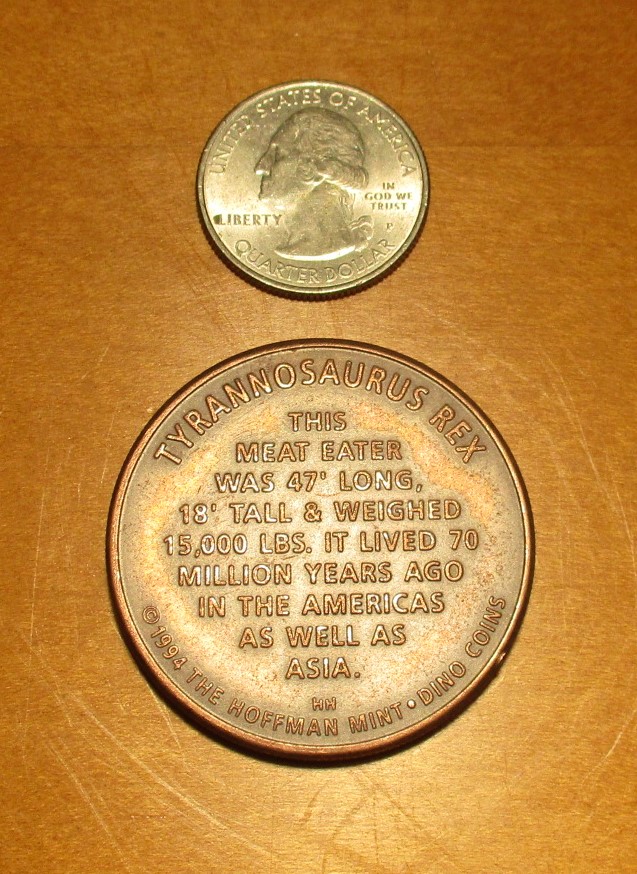 UNITED STATES OF AMERICA
LIBERTY
IN
GOD WE
TRUST
P
QUARTER DOLLAR
TYRANNOSAURUS REX
THIS
MEAT EATER
WAS 47' LONG,
18' TALL & WEIGHED
15,000 LBS. IT LIVED 70
MILLION YEARS AGO
IN THE AMERICAS
AS WELL AS
ASIA.
HH
© 1994 THE HOFFMAN MINT • DINO COINS